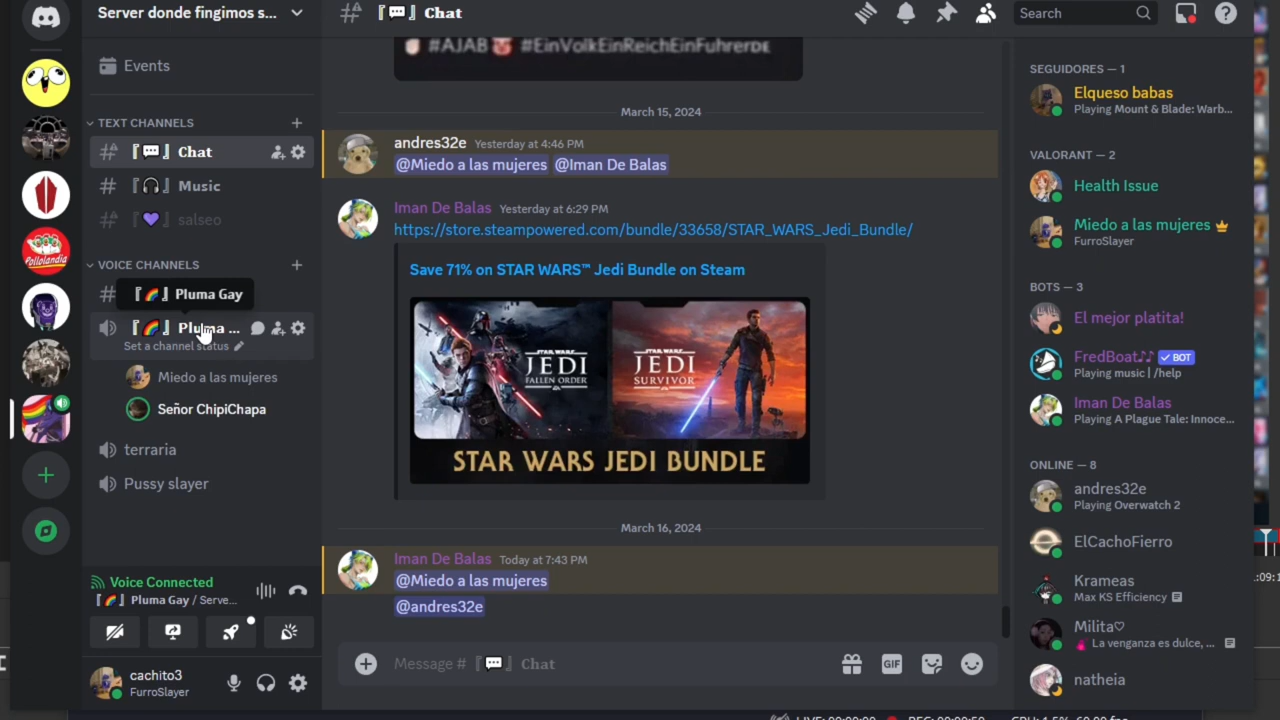 Server donde fingimos s...
Events
TEXT CHANNELS
Chat
Music
salseo
VOICE CHANNELS
Pluma Gay
Pluma ...
Set a channel status
Miedo a las mujeres
Señor ChipiChapa
terraria
Pussy slayer
Voice Connected
Pluma Gay / Serve...
cachito3
FurroSlayer
Chat
Search
#AJAB #EinVolkEinReichEinFuhrerDE
March 15, 2024
andres32e Yesterday at 4:46 PM
@Miedo a las mujeres @Iman De Balas
Iman De Balas Yesterday at 6:29 PM
https://store.steampowered.com/bundle/33658/STAR_WARS_Jedi_Bundle/
Save 71% on STAR WARS™ Jedi Bundle on Steam
STAR WARS
JEDI
FALLEN ORDER
STAR WARS
JEDI
SURVIVOR
STAR WARS JEDI BUNDLE
March 16, 2024
Iman De Balas Today at 7:43 PM
@Miedo a las mujeres
@andres32e
Message # Chat
GIF
SEGUIDORES — 1
Elqueso babas
Playing Mount & Blade: Warb...
VALORANT — 2
Health Issue
Miedo a las mujeres
FurroSlayer
BOTS — 3
El mejor platita!
FredBoat♪♪ BOT
Playing music | /help
Iman De Balas
Playing A Plague Tale: Innoce...
ONLINE — 8
andres32e
Playing Overwatch 2
ElCachoFierro
Krameas
Max KS Efficiency
Milita♡
La venganza es dulce, ...
natheia
Pollolandia